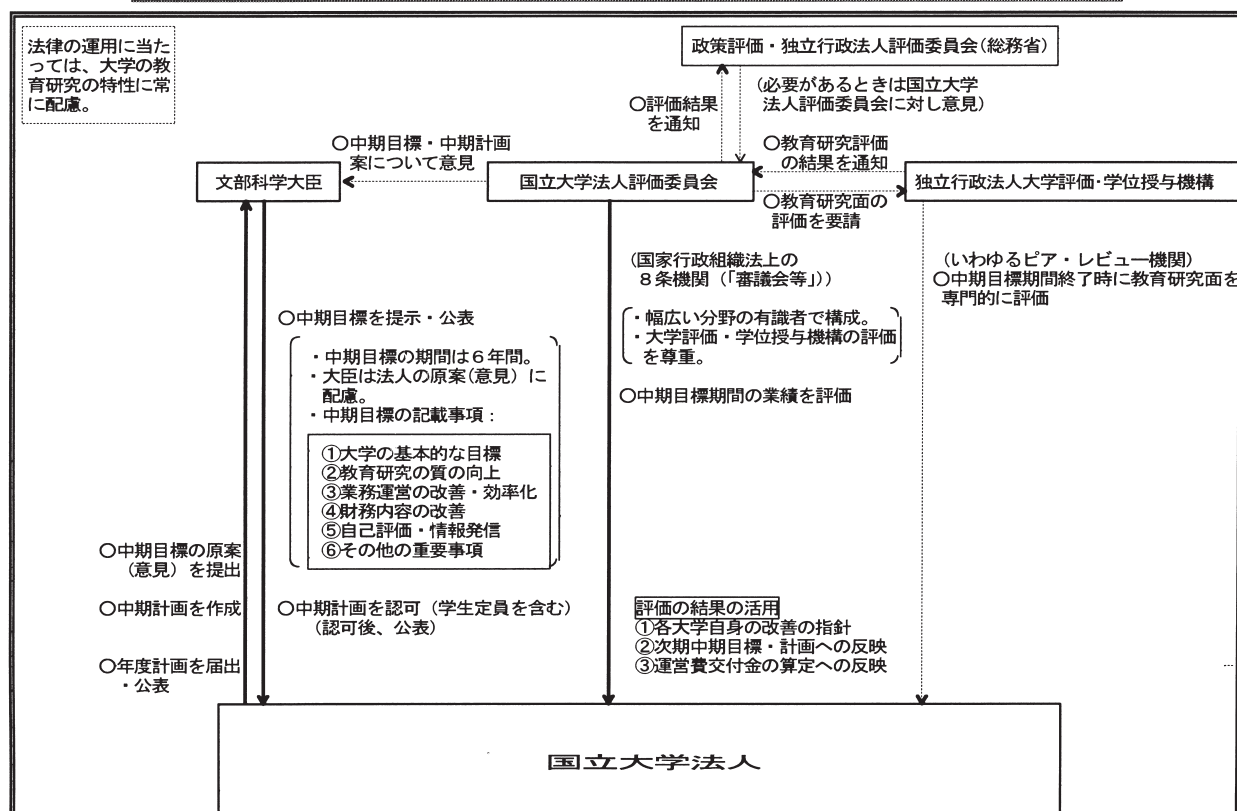 法律の運用に当た
っては、大学の教
育研究の特性に常
に配慮。
政策評価・独立行政法人評価委員会(総務省)
○評価結果
を通知
(必要があるときは国立大学
法人評価委員会に対し意見)
○中期目標・中期計画
案について意見
○教育研究評価
の結果を通知
文部科学大臣
国立大学法人評価委員会
独立行政法人大学評価・学位授与機構
○教育研究面の
評価を要請
(国家行政組織法上の
8条機関(「審議会等」))
・幅広い分野の有識者で構成。
・大学評価・学位授与機構の評価
を尊重。
○中期目標期間の業績を評価
(いわゆるピア・レビュー機関)
○中期目標期間終了時に教育研究面を
専門的に評価
○中期目標を提示・公表
・中期目標の期間は6年間。
・大臣は法人の原案(意見)に
配慮。
・中期目標の記載事項:
①大学の基本的な目標
②教育研究の質の向上
③業務運営の改善・効率化
④財務内容の改善
⑤自己評価・情報発信
⑥その他の重要事項
○中期目標の原案
(意見)を提出
○中期計画を作成
○中期計画を認可(学生定員を含む)
(認可後、公表)
○年度計画を届出
・公表
評価の結果の活用
①各大学自身の改善の指針
②次期中期目標・計画への反映
③運営費交付金の算定への反映
国立大学法人